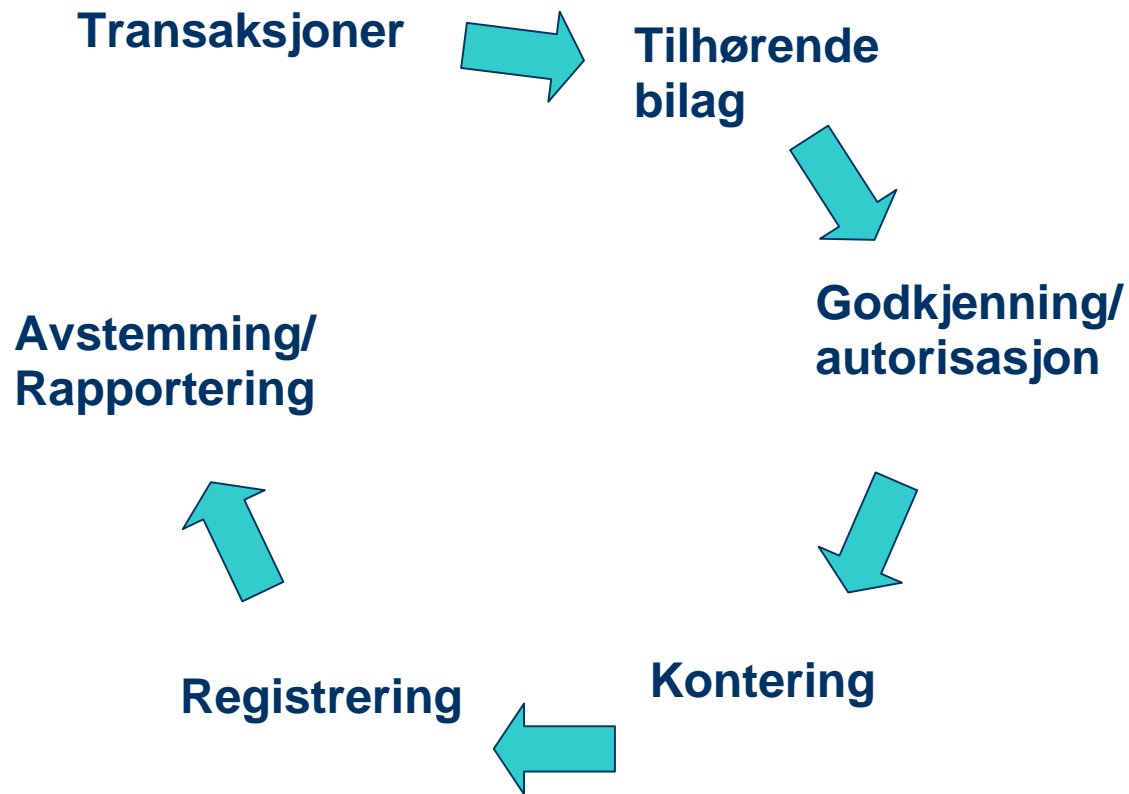 Transaksjoner
Tilhørende
bilag
Godkjenning/
autorisasjon
Kontering
Registrering
Avstemming/
Rapportering